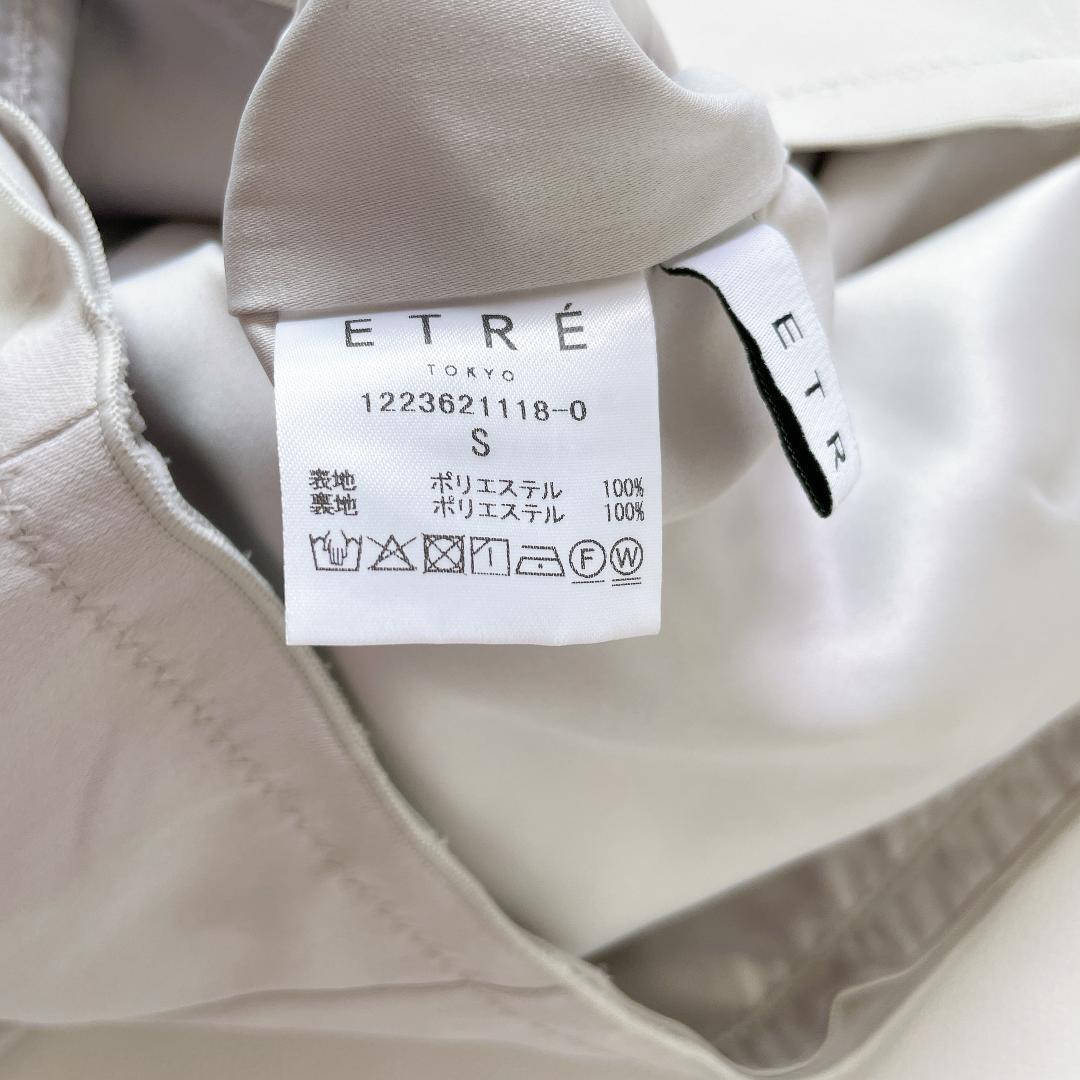 ETRÉ
TOKYO
1223621118-0
S
表地 ポリエステル 100%
裏地 ポリエステル 100%
F W
ETR